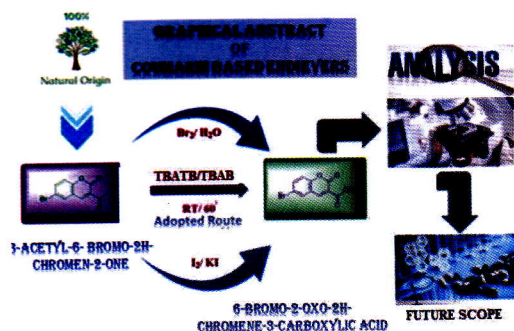 100%
Natural Origin
GRAPHICAL ABSTRACT
OF
COUMARIN BASED ENDIEVERS
ANALYSIS
Br₂/ H₂O
TBATB/TBAB
RT/ 60°
Adopted Route
I₂/ KI
3-ACETYL-6- BROMO-2H-
CHROMEN-2-ONE
6-BROMO-2-OXO-2H-
CHROMENE-3-CARBOXYLIC ACID
FUTURE SCOPE